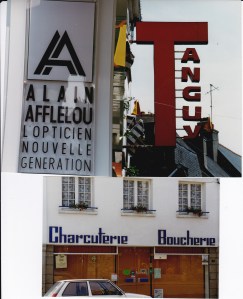 ALAIN
AFFLELOU
L'OPTICIEN
NOUVELLE
GENERATION
TANGUY
Charcuterie Boucherie